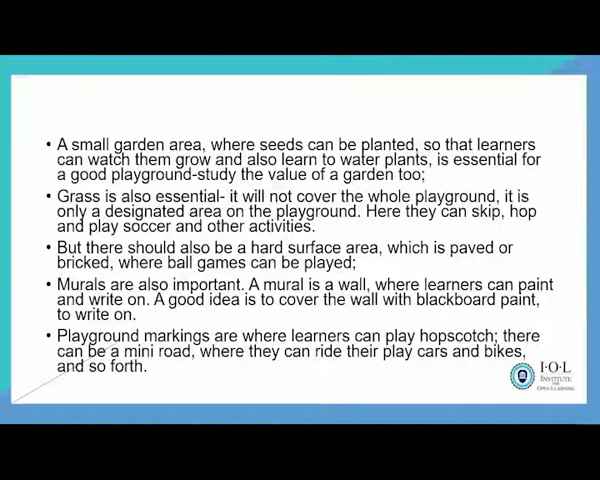 • A small garden area, where seeds can be planted, so that learners
can watch them grow and also learn to water plants, is essential for
a good playground-study the value of a garden too;
• Grass is also essential- it will not cover the whole playground, it is
only a designated area on the playground. Here they can skip, hop
and play soccer and other activities.
• But there should also be a hard surface area, which is paved or
bricked, where ball games can be played;
• Murals are also important. A mural is a wall, where learners can paint
and write on. A good idea is to cover the wall with blackboard paint,
to write on.
• Playground markings are where learners can play hopscotch; there
can be a mini road, where they can ride their play cars and bikes,
and so forth.
I·O·L
INSTITUTE
FOR
OPEN LEARNING